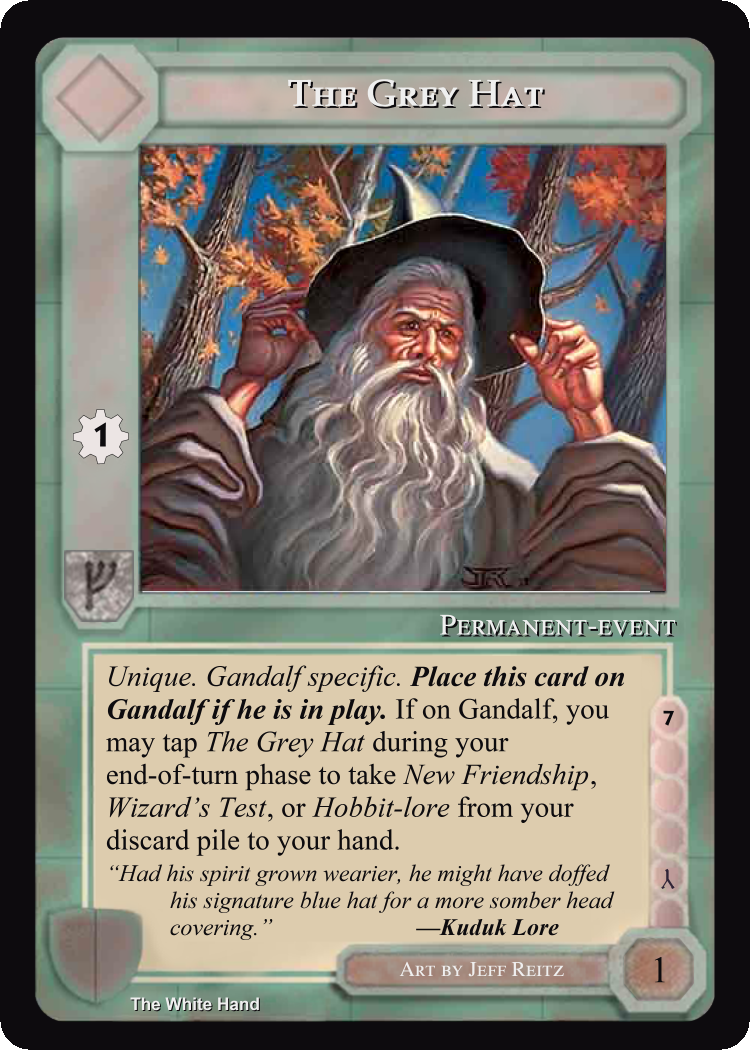 The Grey Hat
1
Permanent-event
Unique. Gandalf specific. Place this card on
Gandalf if he is in play. If on Gandalf, you
may tap The Grey Hat during your
end-of-turn phase to take New Friendship,
Wizard’s Test, or Hobbit-lore from your
discard pile to your hand.
7
“Had his spirit grown wearier, he might have doffed
his signature blue hat for a more somber head
covering.” —Kuduk Lore
Art by Jeff Reitz
1
The White Hand